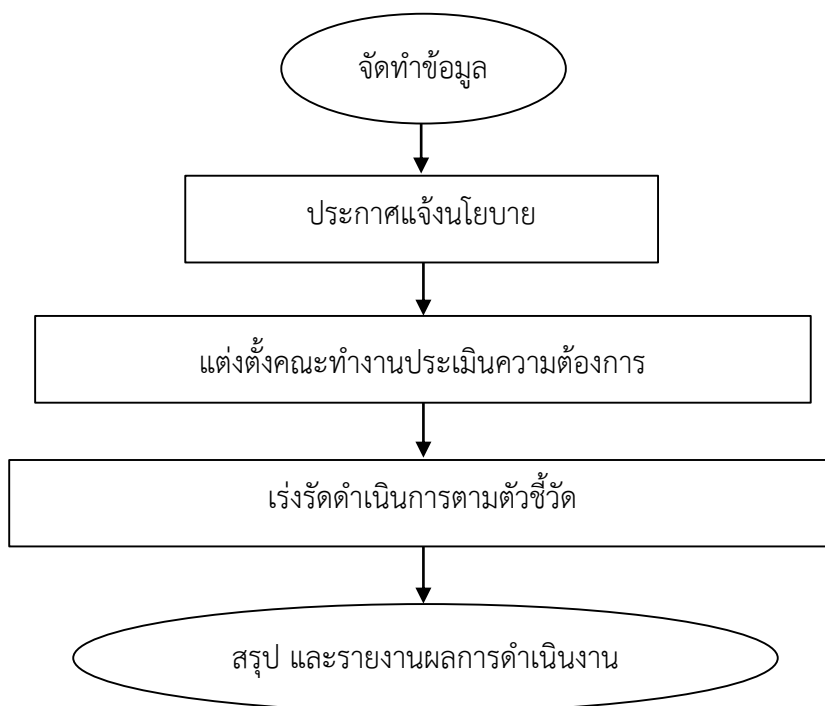 จัดทำข้อมูล
ประกาศแจ้งนโยบาย
แต่งตั้งคณะทำงานประเมินความต้องการ
เร่งรัดดำเนินการตามตัวชี้วัด
สรุป และรายงานผลการดำเนินงาน